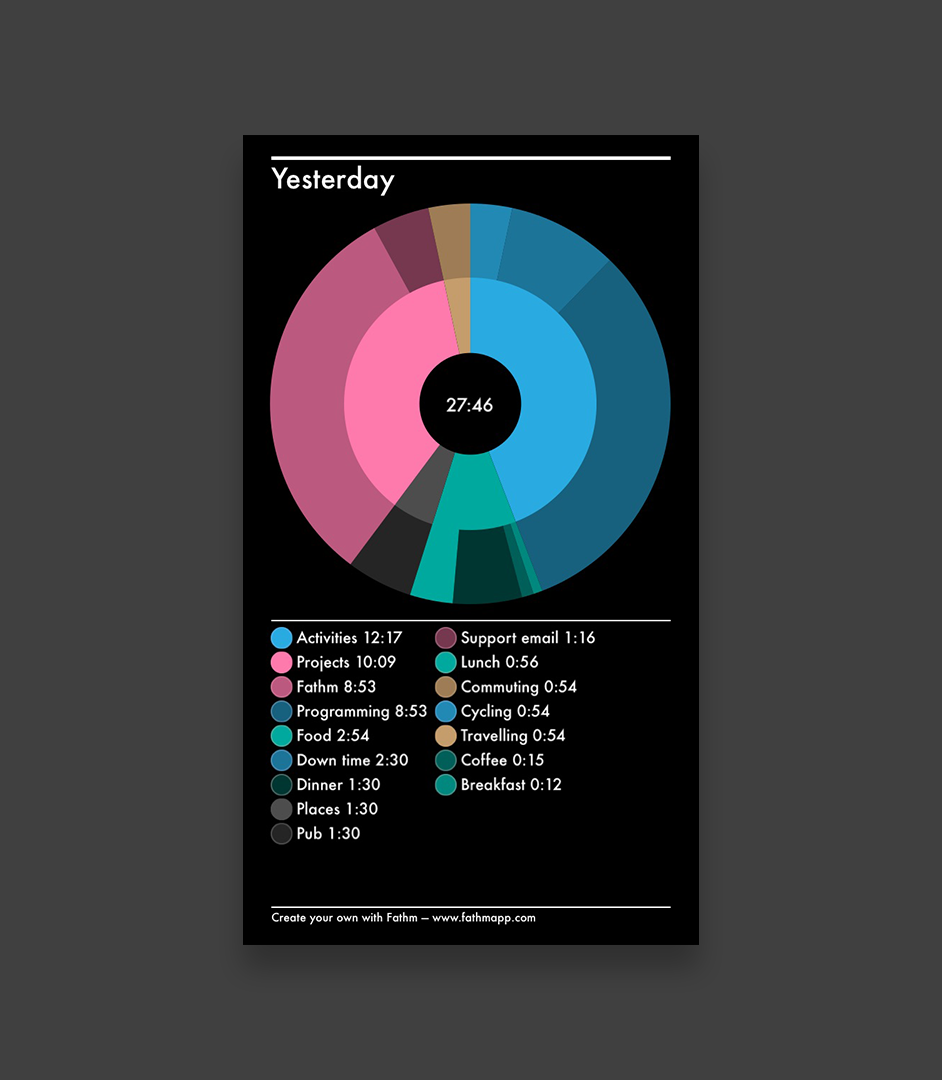 Yesterday
27:46
Activities 12:17
Projects 10:09
Fathm 8:53
Programming 8:53
Food 2:54
Down time 2:30
Dinner 1:30
Places 1:30
Pub 1:30
Support email 1:16
Lunch 0:56
Commuting 0:54
Cycling 0:54
Travelling 0:54
Coffee 0:15
Breakfast 0:12
Create your own with Fathm – www.fathmapp.com